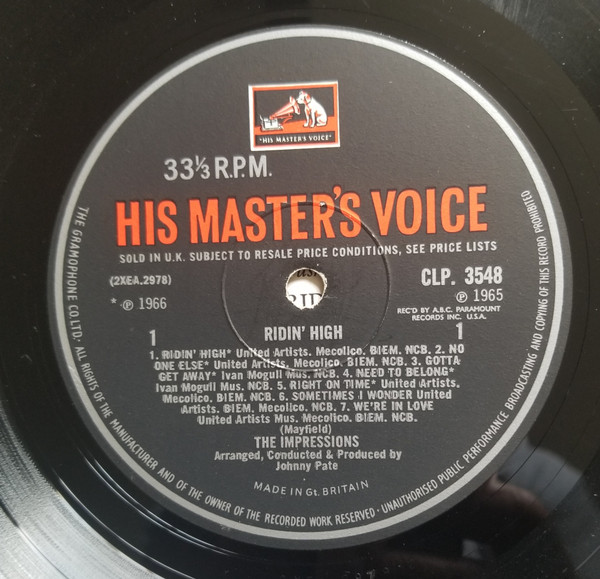 "HIS MASTER'S VOICE"
33⅓ R.P.M.
HIS MASTER'S VOICE
SOLD IN U.K. SUBJECT TO RESALE PRICE CONDITIONS, SEE PRICE LISTS
(2XEA.2978)
CLP. 3548
* ℗ 1966
℗ 1965
REC'D BY A.B.C. PARAMOUNT
RECORDS INC. U.S.A.
1
RIDIN' HIGH
1
1. RIDIN' HIGH* United Artists. Mecolico. BIEM. NCB. 2. NO
ONE ELSE* United Artists. Mecolico. BIEM. NCB. 3. GOTTA
GET AWAY* Ivan Mogull Mus. NCB. 4. NEED TO BELONG*
Ivan Mogull Mus. NCB. 5. RIGHT ON TIME* United Artists.
Mecolico. BIEM. NCB. 6. SOMETIMES I WONDER United
Artists. BIEM. Mecolico. NCB. 7. WE'RE IN LOVE
United Artists Mus. Mecolico. BIEM. NCB.
(Mayfield)
THE IMPRESSIONS
Arranged, Conducted & Produced by
Johnny Pate
MADE IN Gt. BRITAIN
THE GRAMOPHONE CO. LTD. · ALL RIGHTS OF THE MANUFACTURER AND OF THE OWNER OF THE RECORDED WORK RESERVED · UNAUTHORISED PUBLIC PERFORMANCE BROADCASTING AND COPYING OF THIS RECORD PROHIBITED